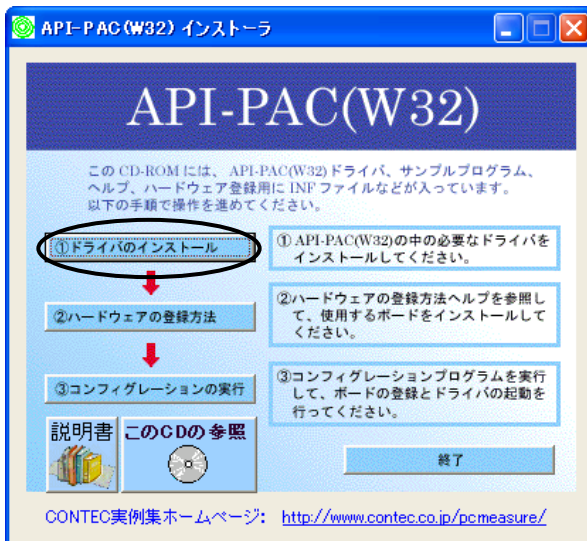 API-PAC(W32) インストーラ
API-PAC(W32)
この CD-ROM には、 API-PAC(W32)ドライバ、サンプルプログラム、
ヘルプ、ハードウェア登録用に INF ファイルなどが入っています。
以下の手順で操作を進めてください。
①ドライバのインストール
① API-PAC(W32)の中の必要なドライバを
インストールしてください。
②ハードウェアの登録方法
②ハードウェアの登録方法ヘルプを参照し
て、使用するボードをインストールして
ください。
③コンフィグレーションの実行
③コンフィグレーションプログラムを実行
して、ボードの登録とドライバの起動を
行ってください。
説明書
このCDの参照
終了
CONTEC実例集ホームページ: http://www.contec.co.jp/pcmeasure/